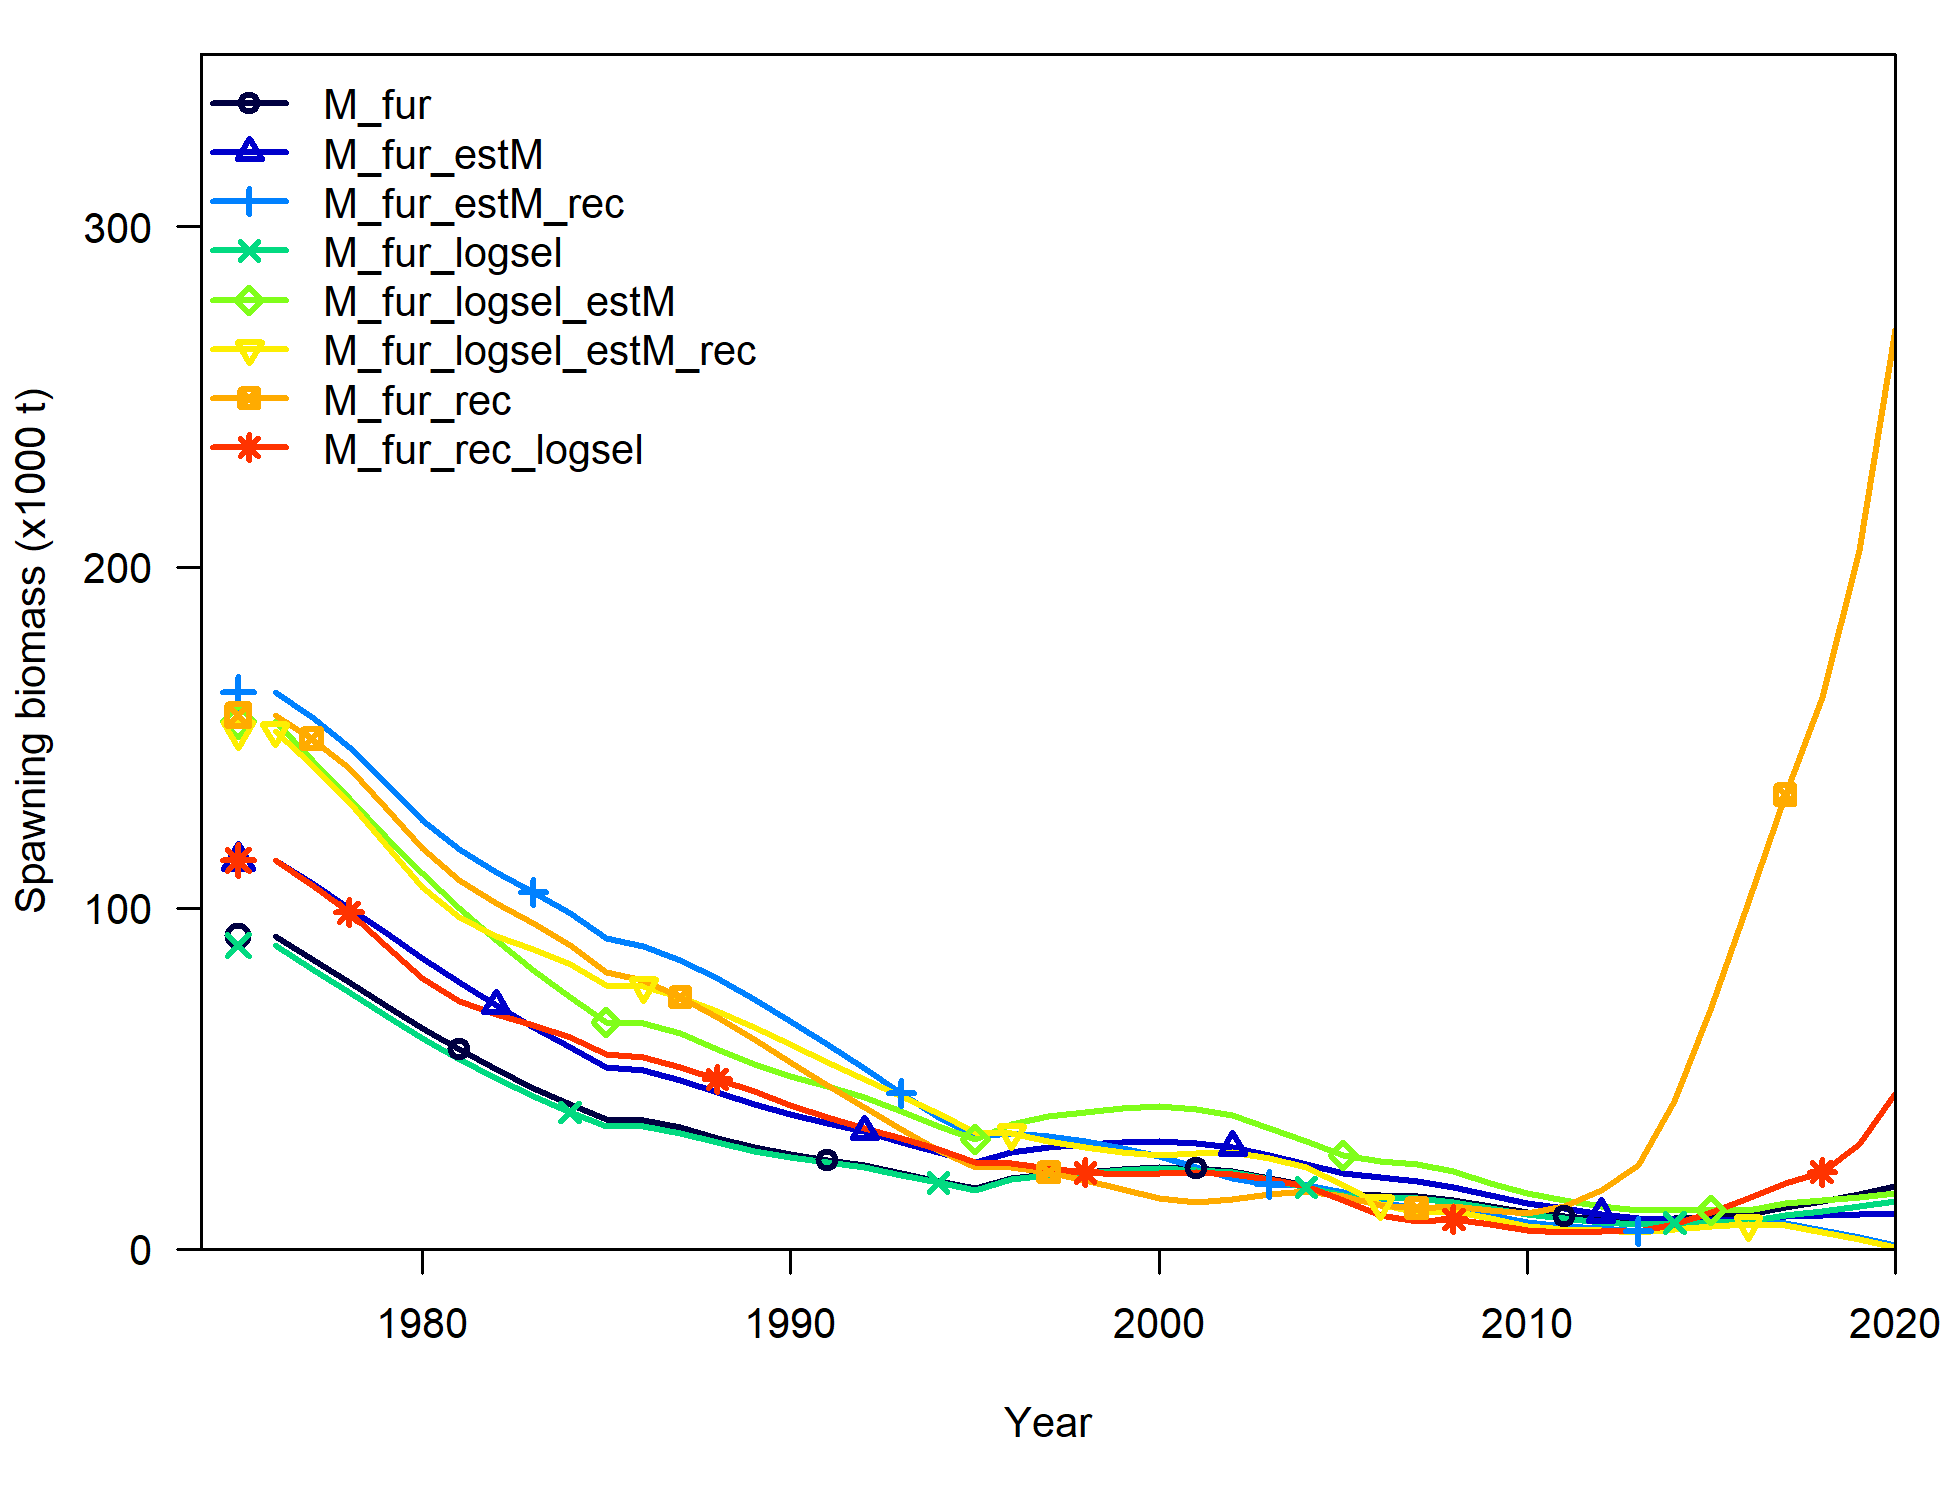 M_fur
M_fur_estM
M_fur_estM_rec
M_fur_logsel
M_fur_logsel_estM
M_fur_logsel_estM_rec
M_fur_rec
M_fur_rec_logsel
Spawning biomass (x1000 t)
300
200
100
0
1980 1990 2000 2010 2020
Year